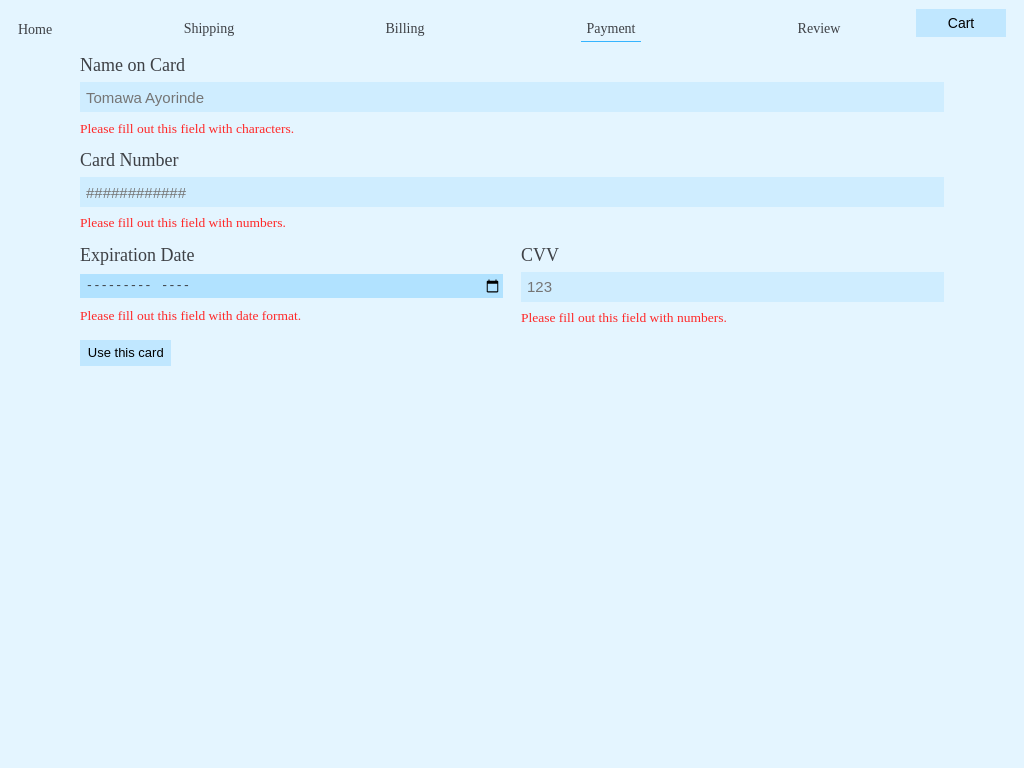 Home Shipping Billing Payment Review Cart
Name on Card
Tomawa Ayorinde
Please fill out this field with characters.
Card Number
############
Please fill out this field with numbers.
Expiration Date CVV
--------- ---- 123
Please fill out this field with date format. Please fill out this field with numbers.
Use this card